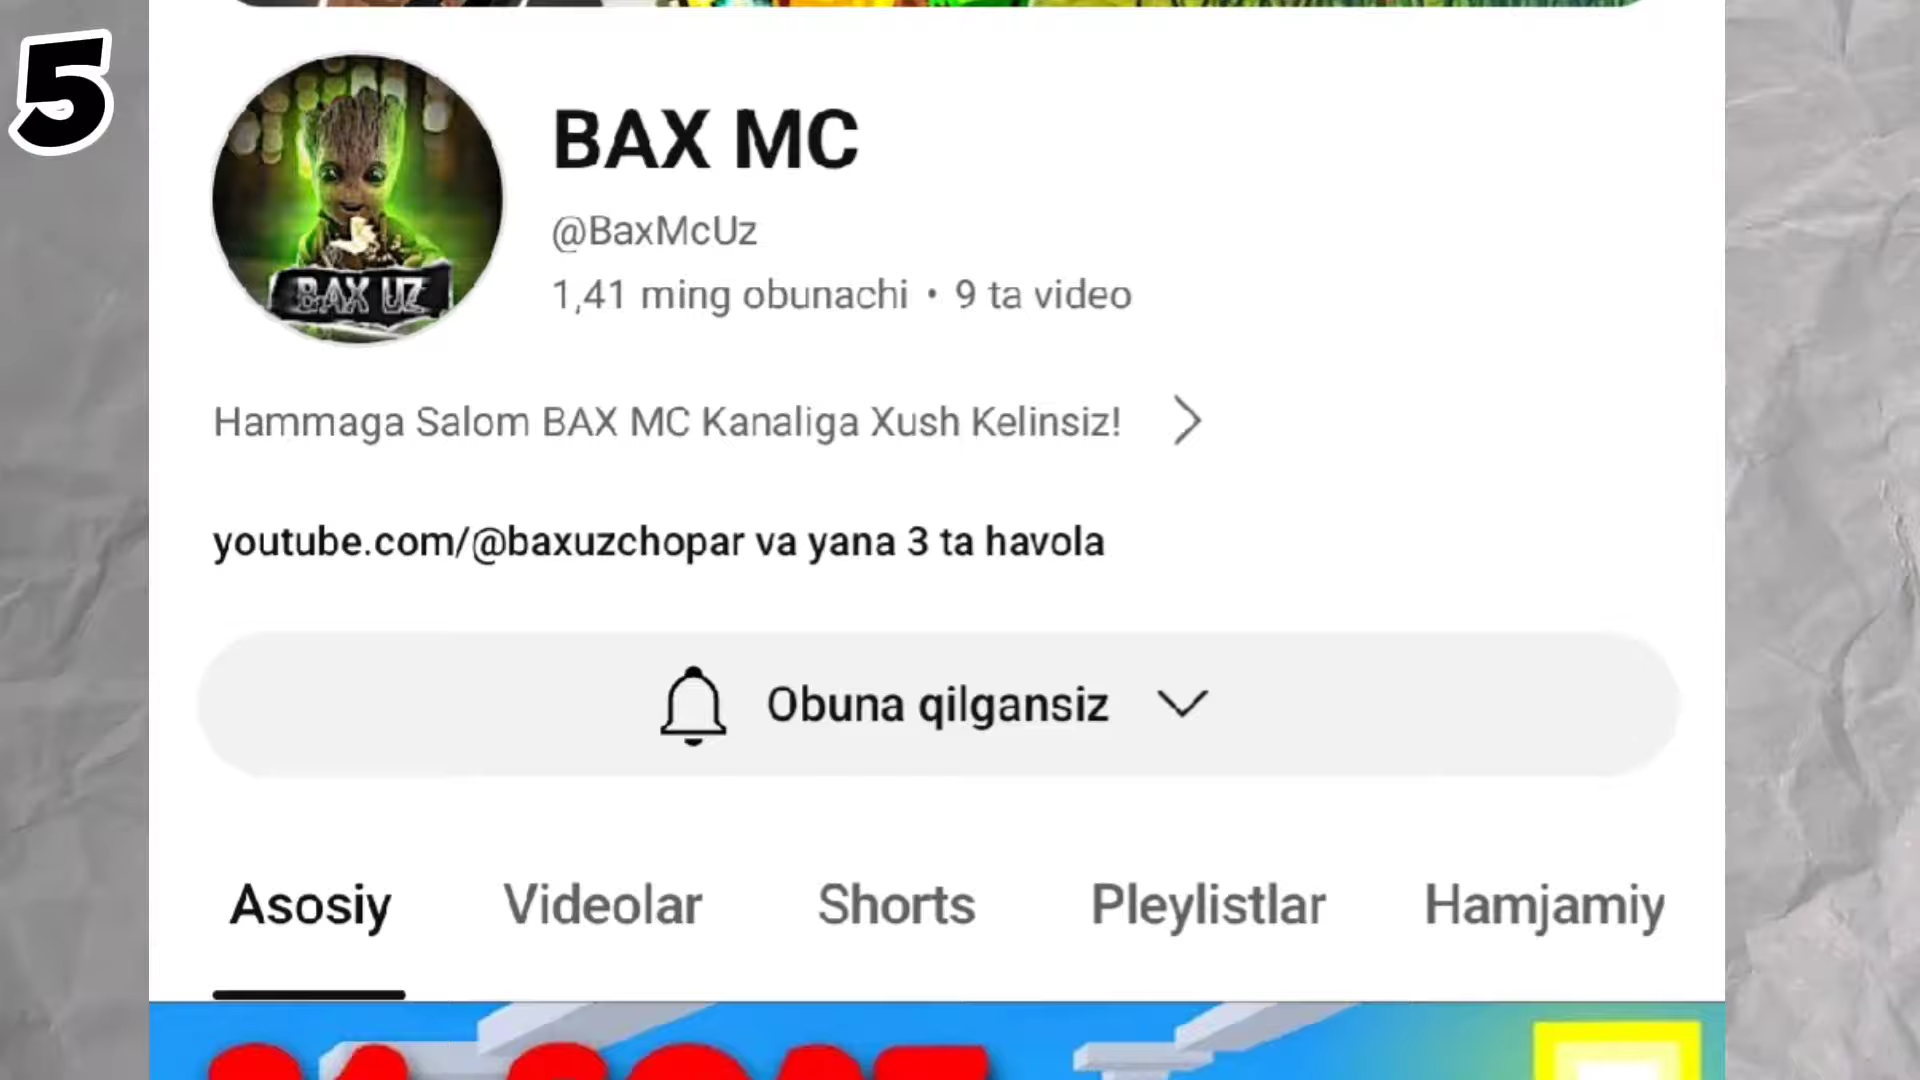 5
BAX MC
@BaxMcUz
1,41 ming obunachi • 9 ta video
BAX UZ
Hammaga Salom BAX MC Kanaliga Xush Kelinsiz!
youtube.com/@baxuzchopar va yana 3 ta havola
Obuna qilgansiz
Asosiy Videolar Shorts Pleylistlar Hamjamiy